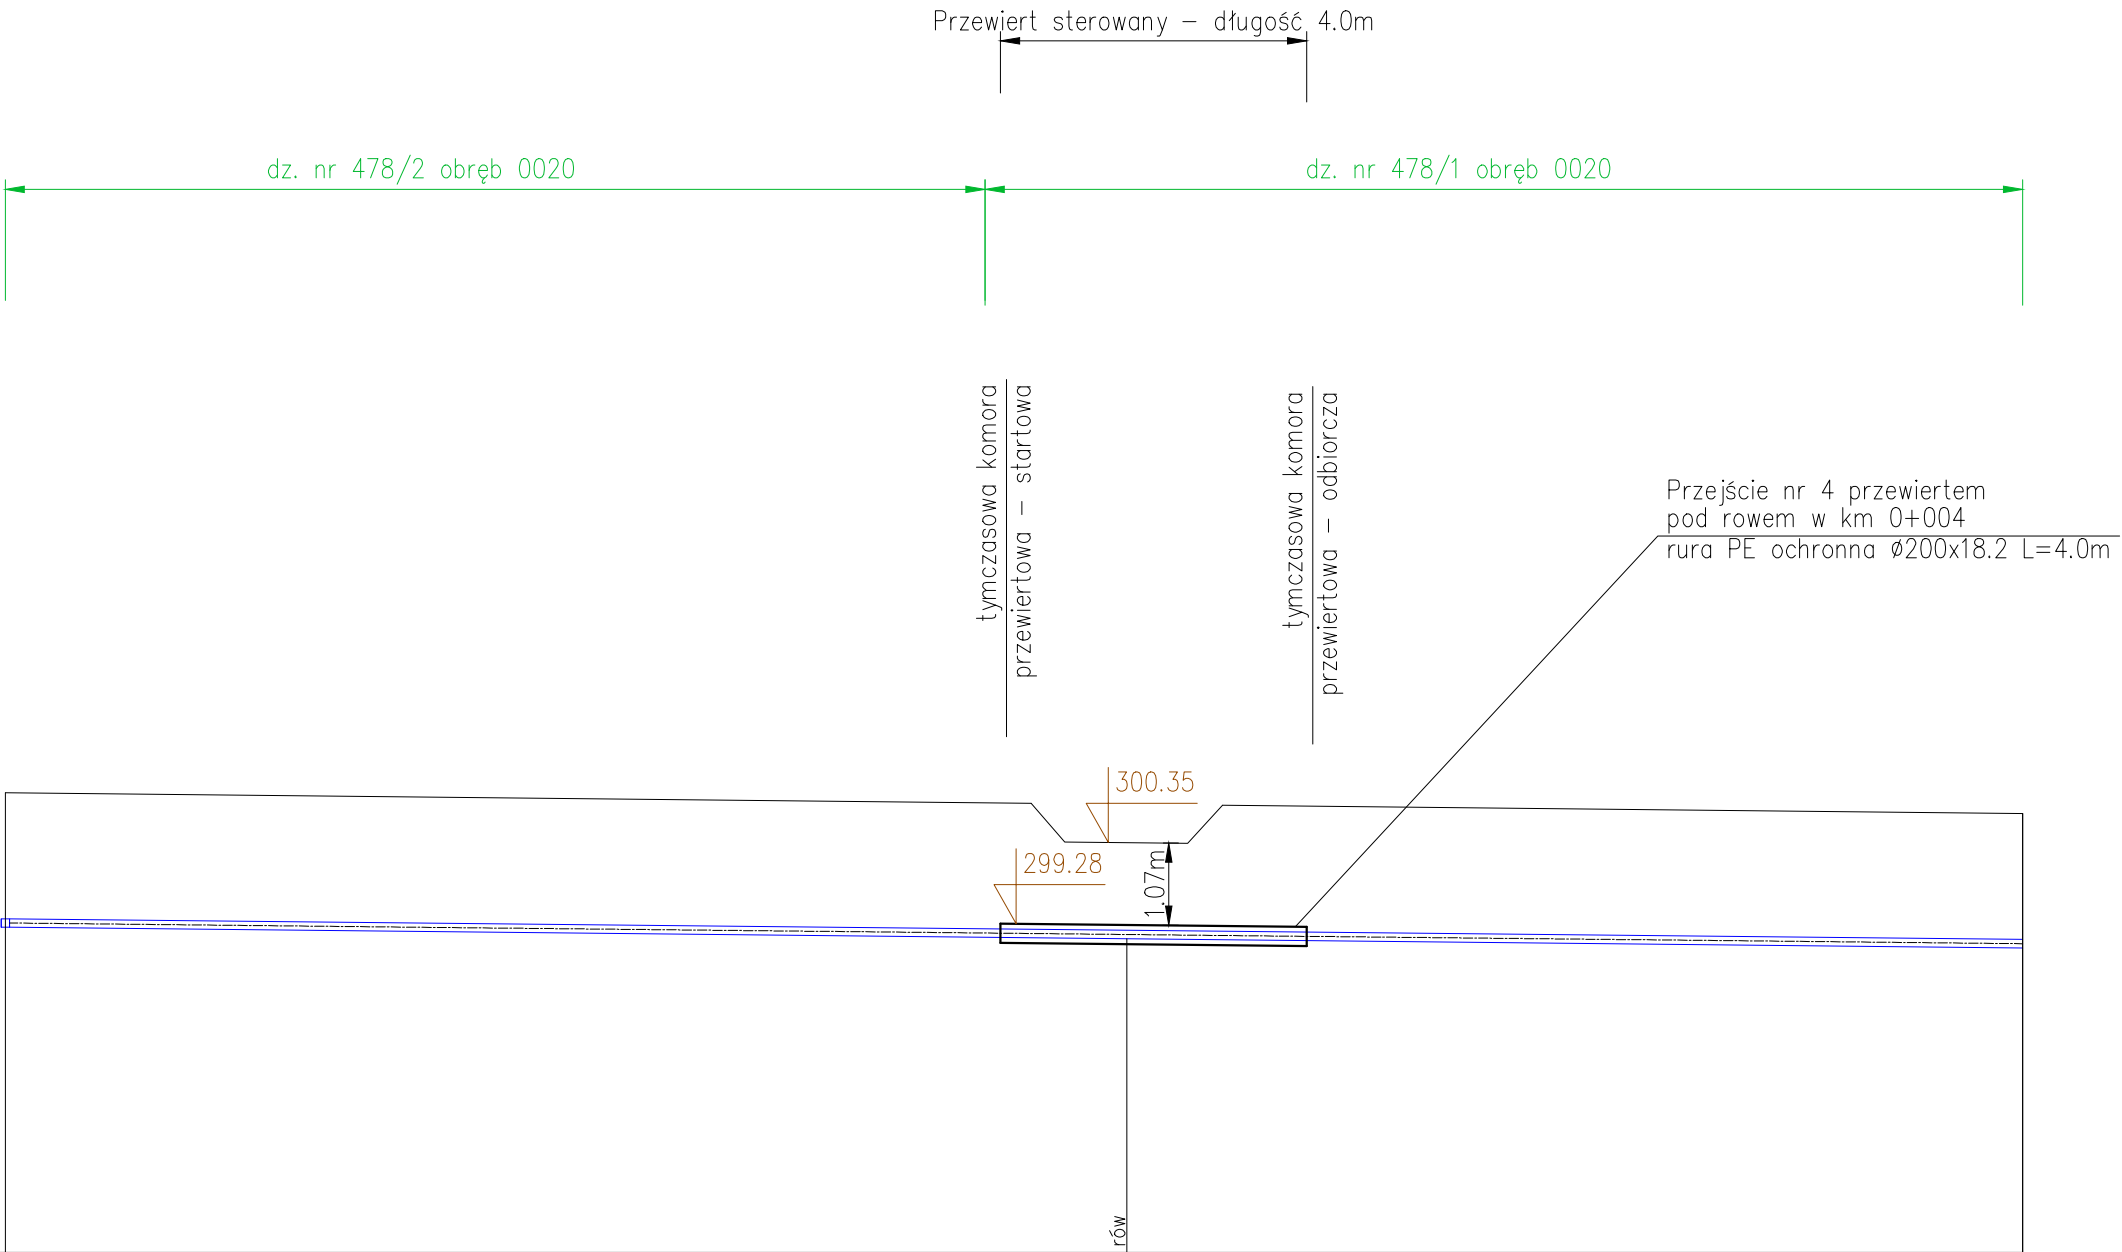 Przewiert sterowany – długość 4.0m
dz. nr 478/2 obręb 0020
dz. nr 478/1 obręb 0020
tymczasowa komora
przewiertowa – startowa
tymczasowa komora
przewiertowa – odbiorcza
Przejście nr 4 przewiertem
pod rowem w km 0+004
rura PE ochronna Ø200x18.2 L=4.0m
300.35
299.28
1.07m
rów